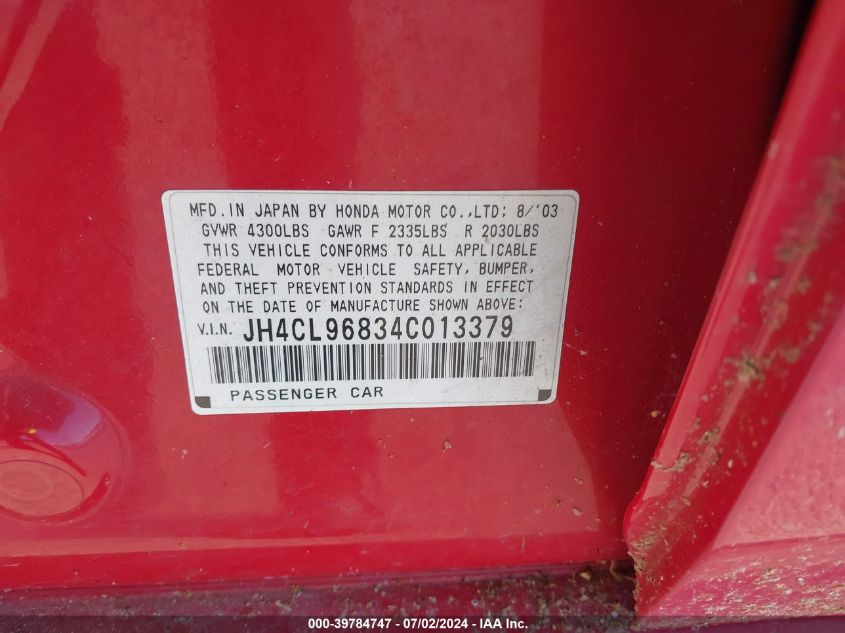 MFD. IN JAPAN BY HONDA MOTOR CO.,LTD; 8/'03
GVWR 4300LBS GAWR F 2335LBS R 2030LBS
THIS VEHICLE CONFORMS TO ALL APPLICABLE
FEDERAL MOTOR VEHICLE SAFETY, BUMPER,
AND THEFT PREVENTION STANDARDS IN EFFECT
ON THE DATE OF MANUFACTURE SHOWN ABOVE:
V.I.N. JH4CL96834C013379
PASSENGER CAR
000-39784747 - 07/02/2024 - IAA Inc.